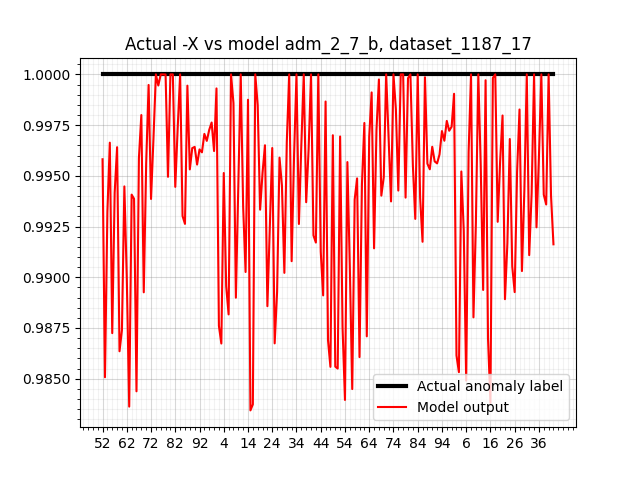 Actual -X vs model adm_2_7_b, dataset_1187_17
1.0000
0.9975
0.9950
0.9925
0.9900
0.9875
0.9850
Actual anomaly label
Model output
52 62 72 82 92 4 14 24 34 44 54 64 74 84 94 6 16 26 36